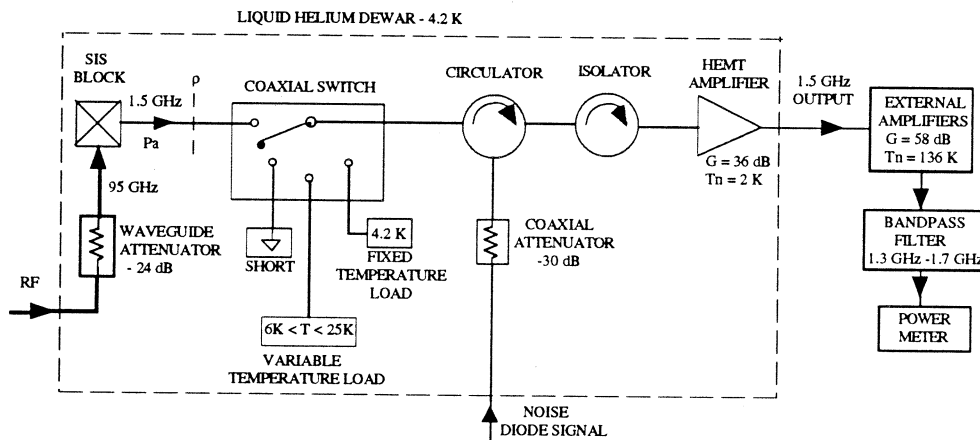 LIQUID HELIUM DEWAR - 4.2 K
SIS
BLOCK
1.5 GHz
ρ
Pa
COAXIAL SWITCH
CIRCULATOR
ISOLATOR
HEMT
AMPLIFIER
G = 36 dB
Tn = 2 K
1.5 GHz
OUTPUT
EXTERNAL
AMPLIFIERS
G = 58 dB
Tn = 136 K
BANDPASS
FILTER
1.3 GHz -1.7 GHz
POWER
METER
95 GHz
WAVEGUIDE
ATTENUATOR
- 24 dB
RF
SHORT
4.2 K
FIXED
TEMPERATURE
LOAD
6K < T < 25K
VARIABLE
TEMPERATURE LOAD
COAXIAL
ATTENUATOR
-30 dB
NOISE
DIODE SIGNAL